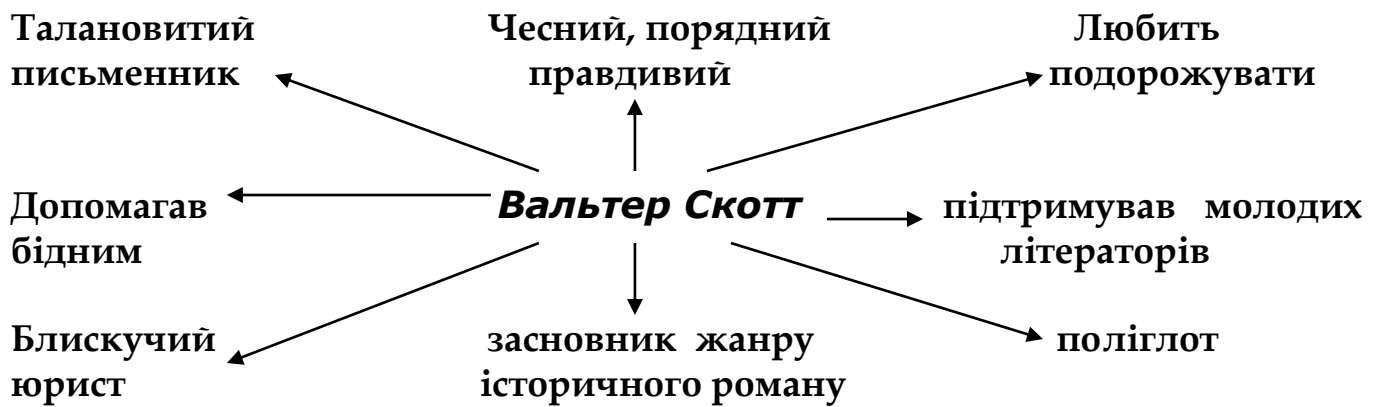 Талановитий Чесний, порядний Любить
письменник правдивий подорожувати
Допомагав Вальтер Скотт підтримував молодих
бідним літераторів
Блискучий засновник жанру поліглот
юрист історичного роману